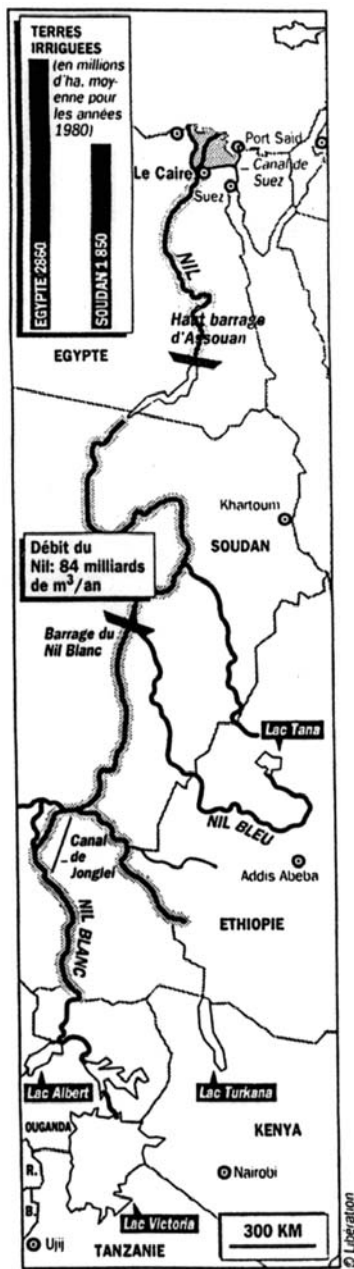 TERRES
IRRIGUEES
(en millions
d'ha, moy-
enne pour
les années
1980)
EGYPTE 2860
SOUDAN 1 850
Port Saïd
Le Caire
Canal de
Suez
Suez
NIL
Haut barrage
d'Assouan
EGYPTE
Khartoum
SOUDAN
Débit du
Nil: 84 milliards
de m³/an
Barrage du
Nil Blanc
Lac Tana
NIL BLEU
Canal
de
Jonglei
Addis Abeba
ETHIOPIE
NIL BLANC
Lac Albert
Lac Turkana
OUGANDA
KENYA
R.
Nairobi
B.
Lac Victoria
Ujij
TANZANIE
300 KM
© Libération